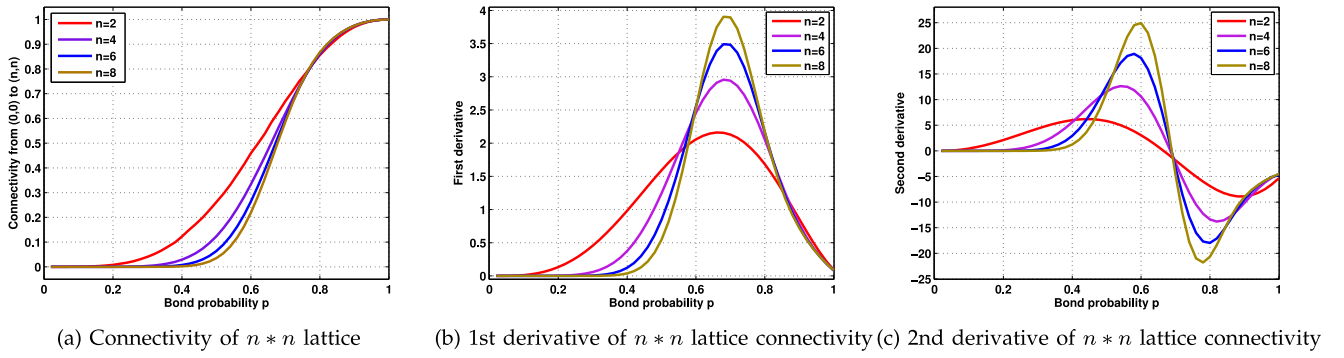 Connectivity from (0,0) to (n,n)
1
0.9
0.8
0.7
0.6
0.5
0.4
0.3
0.2
0.1
0
n=2
n=4
n=6
n=8
0 0.2 0.4 0.6 0.8 1
Bond probability p
(a) Connectivity of n ∗ n lattice
First derivative
4
3.5
3
2.5
2
1.5
1
0.5
0
n=2
n=4
n=6
n=8
0 0.2 0.4 0.6 0.8 1
Bond probability p
(b) 1st derivative of n ∗ n lattice connectivity
Second derivative
25
20
15
10
5
0
−5
−10
−15
−20
−25
n=2
n=4
n=6
n=8
0 0.2 0.4 0.6 0.8 1
Bond probability p
(c) 2nd derivative of n ∗ n lattice connectivity